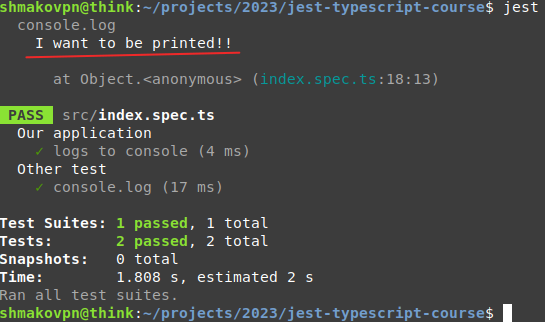 shmakovpn@think:~/projects/2023/jest-typescript-course$ jest
console.log
I want to be printed!!
at Object.<anonymous> (index.spec.ts:18:13)
PASS src/index.spec.ts
Our application
✓ logs to console (4 ms)
Other test
✓ console.log (17 ms)
Test Suites: 1 passed, 1 total
Tests: 2 passed, 2 total
Snapshots: 0 total
Time: 1.808 s, estimated 2 s
Ran all test suites.
shmakovpn@think:~/projects/2023/jest-typescript-course$